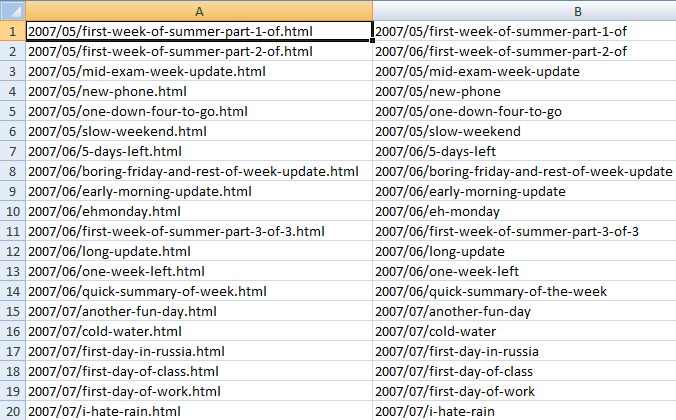 A B
1 2007/05/first-week-of-summer-part-1-of.html 2007/05/first-week-of-summer-part-1-of
2 2007/05/first-week-of-summer-part-2-of.html 2007/06/first-week-of-summer-part-2-of
3 2007/05/mid-exam-week-update.html 2007/05/mid-exam-week-update
4 2007/05/new-phone.html 2007/05/new-phone
5 2007/05/one-down-four-to-go.html 2007/05/one-down-four-to-go
6 2007/05/slow-weekend.html 2007/05/slow-weekend
7 2007/06/5-days-left.html 2007/06/5-days-left
8 2007/06/boring-friday-and-rest-of-week-update.html 2007/06/boring-friday-and-rest-of-week-update
9 2007/06/early-morning-update.html 2007/06/early-morning-update
10 2007/06/ehmonday.html 2007/06/eh-monday
11 2007/06/first-week-of-summer-part-3-of-3.html 2007/06/first-week-of-summer-part-3-of-3
12 2007/06/long-update.html 2007/06/long-update
13 2007/06/one-week-left.html 2007/06/one-week-left
14 2007/06/quick-summary-of-week.html 2007/06/quick-summary-of-the-week
15 2007/07/another-fun-day.html 2007/07/another-fun-day
16 2007/07/cold-water.html 2007/07/cold-water
17 2007/07/first-day-in-russia.html 2007/07/first-day-in-russia
18 2007/07/first-day-of-class.html 2007/07/first-day-of-class
19 2007/07/first-day-of-work.html 2007/07/first-day-of-work
20 2007/07/i-hate-rain.html 2007/07/i-hate-rain